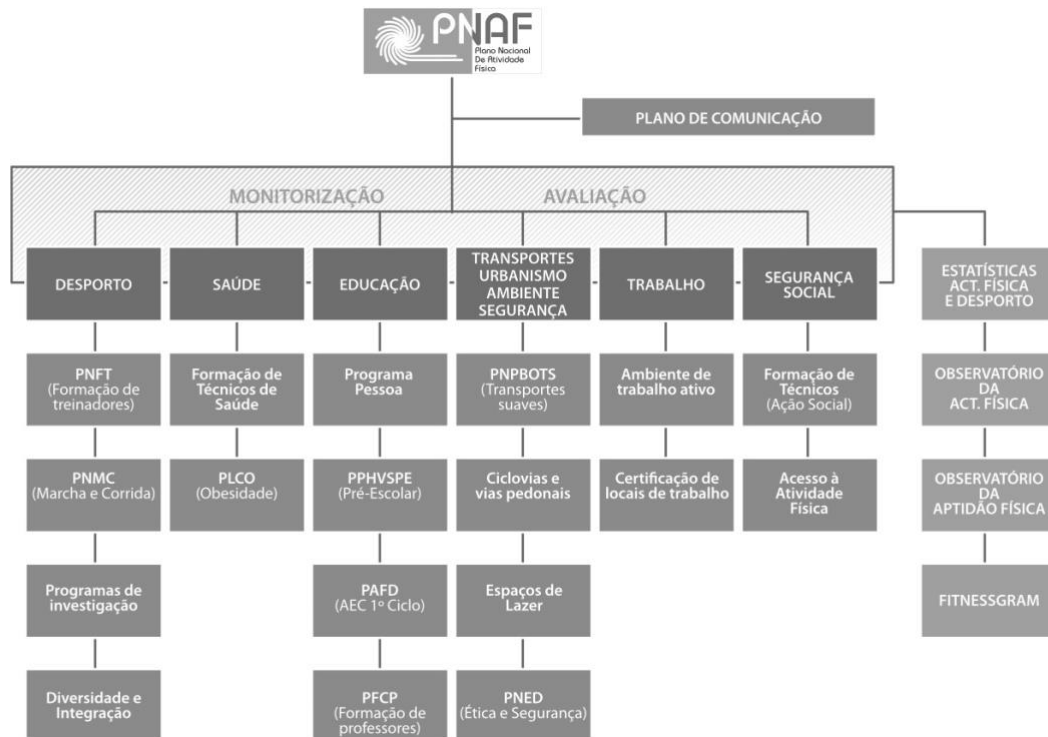 PNAF
Plano Nacional
De Atividade
Física
PLANO DE COMUNICAÇÃO
MONITORIZAÇÃO
AVALIAÇÃO
DESPORTO
PNFT
(Formação de
treinadores)
PNMC
(Marcha e Corrida)
Programas de
investigação
Diversidade e
Integração
SAÚDE
Formação de
Técnicos de
Saúde
PLCO
(Obesidade)
EDUCAÇÃO
Programa
Pessoa
PPHVSPE
(Pré-Escolar)
PAFD
(AEC 1º Ciclo)
PFCP
(Formação de
professores)
TRANSPORTES
URBANISMO
AMBIENTE
SEGURANÇA
PNPBOTS
(Transportes
suaves)
Ciclovias e
vias pedonais
Espaços de
Lazer
PNED
(Ética e Segurança)
TRABALHO
Ambiente de
trabalho ativo
Certificação de
locais de trabalho
SEGURANÇA
SOCIAL
Formação de
Técnicos
(Ação Social)
Acesso à
Atividade
Física
ESTATÍSTICAS
ACT. FÍSICA
E DESPORTO
OBSERVATÓRIO
DA
ACT. FÍSICA
OBSERVATÓRIO
DA
APTIDÃO FÍSICA
FITNESSGRAM